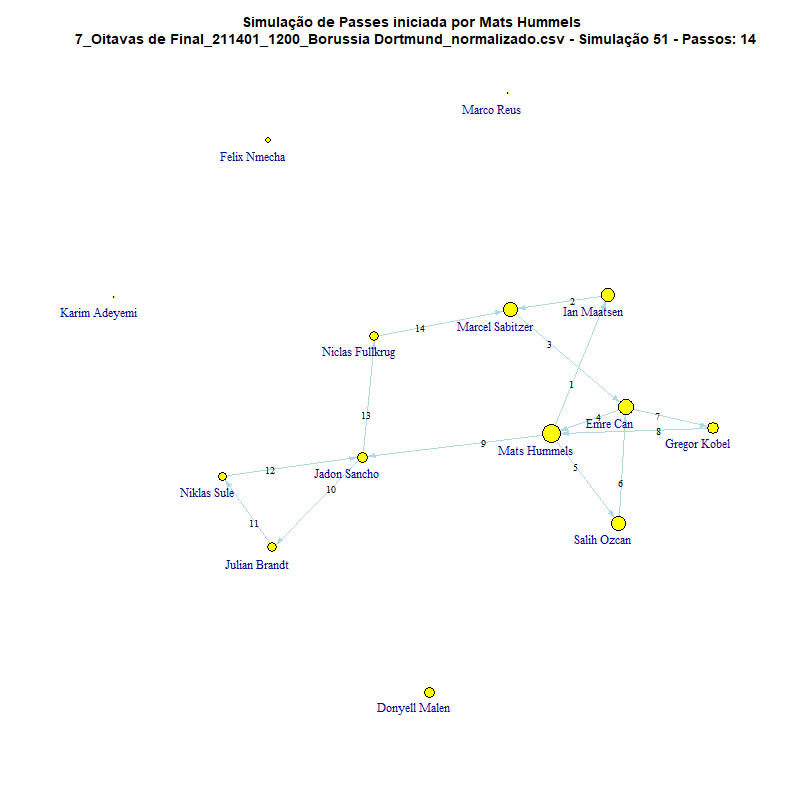 Simulação de Passes iniciada por Mats Hummels
7_Oitavas de Final_211401_1200_Borussia Dortmund_normalizado.csv - Simulação 51 - Passos: 14
Marco Reus
Felix Nmecha
Karim Adeyemi
2
Ian Maatsen
Marcel Sabitzer
14
3
Niclas Fullkrug
1
13
4
7
Emre Can
8
Gregor Kobel
9
Mats Hummels
5
12
Jadon Sancho
6
10
Niklas Sule
11
Salih Ozcan
Julian Brandt
Donyell Malen